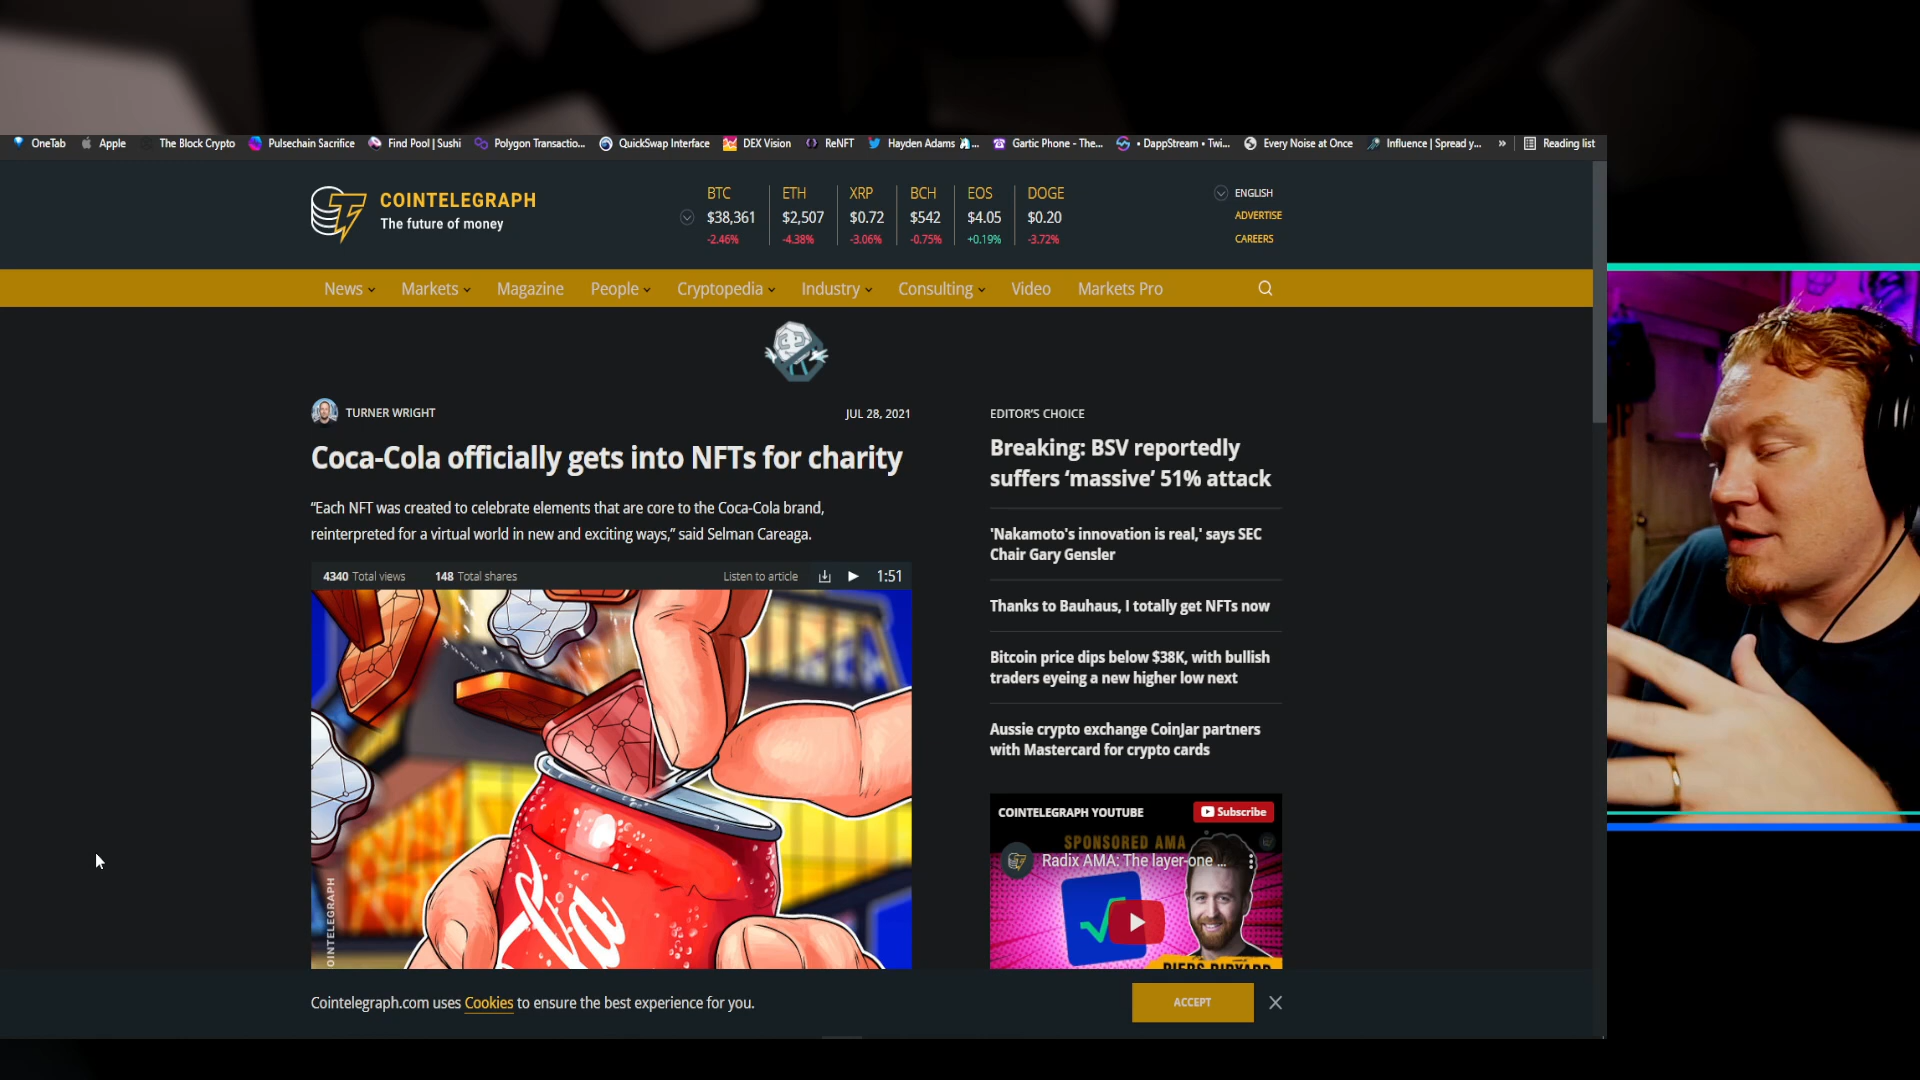 OneTab
Apple
The Block Crypto
Pulsechain Sacrifice
Find Pool | Sushi
Polygon Transactio...
QuickSwap Interface
DEX Vision
ReNFT
Hayden Adams
Gartic Phone - The...
• DappStream • Twi...
Every Noise at Once
Influence | Spread y...
»
Reading list
COINTELEGRAPH
The future of money
BTC ETH XRP BCH EOS DOGE
$38,361 $2,507 $0.72 $542 $4.05 $0.20
-2.46% -4.38% -3.06% -0.75% +0.19% -3.72%
ENGLISH
ADVERTISE
CAREERS
News Markets Magazine People Cryptopedia Industry Consulting Video Markets Pro
TURNER WRIGHT
JUL 28, 2021
Coca-Cola officially gets into NFTs for charity
“Each NFT was created to celebrate elements that are core to the Coca-Cola brand,
reinterpreted for a virtual world in new and exciting ways,” said Selman Careaga.
4340 Total views 148 Total shares
Listen to article 1:51
la
OINTELEGRAPH
EDITOR'S CHOICE
Breaking: BSV reportedly
suffers ‘massive’ 51% attack
'Nakamoto's innovation is real,' says SEC
Chair Gary Gensler
Thanks to Bauhaus, I totally get NFTs now
Bitcoin price dips below $38K, with bullish
traders eyeing a new higher low next
Aussie crypto exchange CoinJar partners
with Mastercard for crypto cards
COINTELEGRAPH YOUTUBE
Subscribe
SPONSORED AMA
Radix AMA: The layer-one ...
Cointelegraph.com uses Cookies to ensure the best experience for you.
ACCEPT